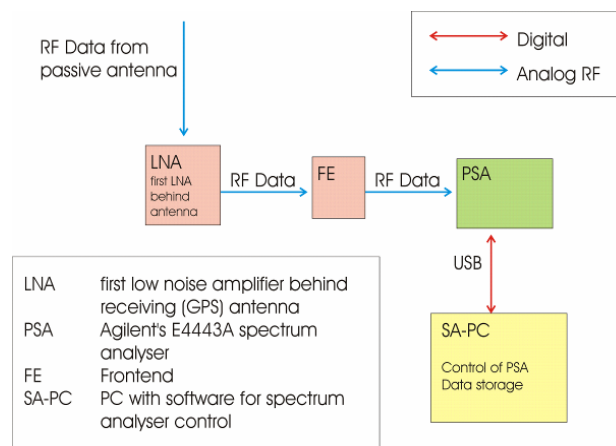 RF Data from
passive antenna
Digital
Analog RF
LNA
first LNA
behind
antenna
RF Data
FE
RF Data
PSA
USB
SA-PC
Control of PSA
Data storage
LNA first low noise amplifier behind
receiving (GPS) antenna
PSA Agilent's E4443A spectrum
analyser
FE Frontend
SA-PC PC with software for spectrum
analyser control